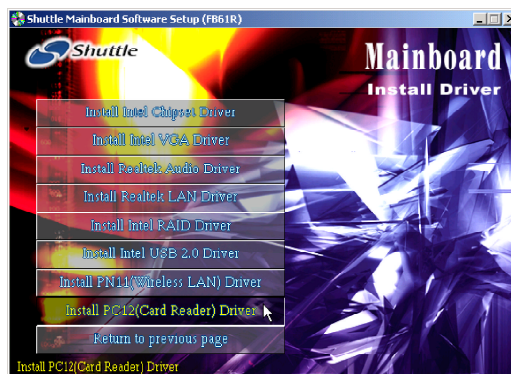 Shuttle Mainboard Software Setup (FB61R)
Shuttle
Mainboard
Install Driver
Install Intel Chipset Driver
Install Intel VGA Driver
Install Realtek Audio Driver
Install Realtek LAN Driver
Install Intel RAID Driver
Install Intel USB 2.0 Driver
Install PN11(Wireless LAN) Driver
Install PC12(Card Reader) Driver
Return to previous page
Install PC12(Card Reader) Driver